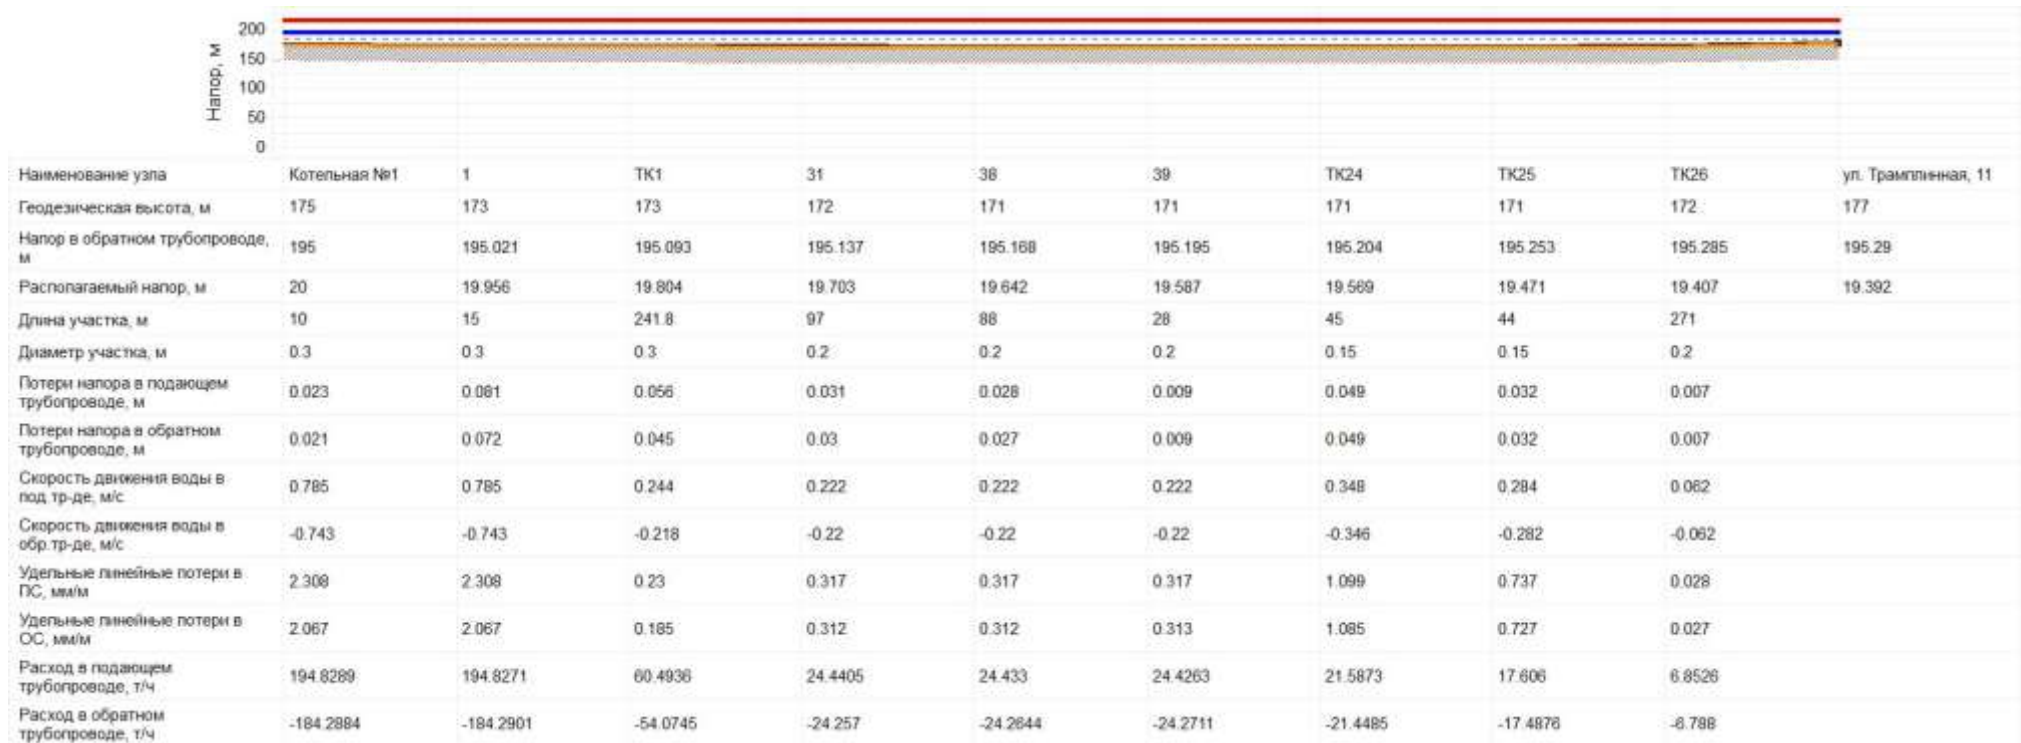 200
150
100
50
0
Напор, м
Наименование узла Котельная №1 1 ТК1 31 38 39 ТК24 ТК25 ТК26 ул. Трамплинная, 11
Геодезическая высота, м 175 173 173 172 171 171 171 171 172 177
Напор в обратном трубопроводе,
м 195 195.021 195.093 195.137 195.168 195.195 195.204 195.253 195.285 195.29
Располагаемый напор, м 20 19.956 19.804 19.703 19.642 19.587 19.569 19.471 19.407 19.392
Длина участка, м 10 15 241.8 97 88 28 45 44 271
Диаметр участка, м 0.3 0.3 0.3 0.2 0.2 0.2 0.15 0.15 0.2
Потери напора в подающем
трубопроводе, м 0.023 0.081 0.056 0.031 0.028 0.009 0.049 0.032 0.007
Потери напора в обратном
трубопроводе, м 0.021 0.072 0.045 0.03 0.027 0.009 0.049 0.032 0.007
Скорость движения воды в
под.тр-де, м/с 0.785 0.785 0.244 0.222 0.222 0.222 0.348 0.284 0.062
Скорость движения воды в
обр.тр-де, м/с -0.743 -0.743 -0.218 -0.22 -0.22 -0.22 -0.346 -0.282 -0.062
Удельные линейные потери в
ПС, мм/м 2.308 2.308 0.23 0.317 0.317 0.317 1.099 0.737 0.028
Удельные линейные потери в
ОС, мм/м 2.067 2.067 0.185 0.312 0.312 0.313 1.085 0.727 0.027
Расход в подающем
трубопроводе, т/ч 194.8289 194.8271 60.4936 24.4405 24.433 24.4263 21.5873 17.606 6.8526
Расход в обратном
трубопроводе, т/ч -184.2884 -184.2901 -54.0745 -24.257 -24.2644 -24.2711 -21.4485 -17.4876 -6.788